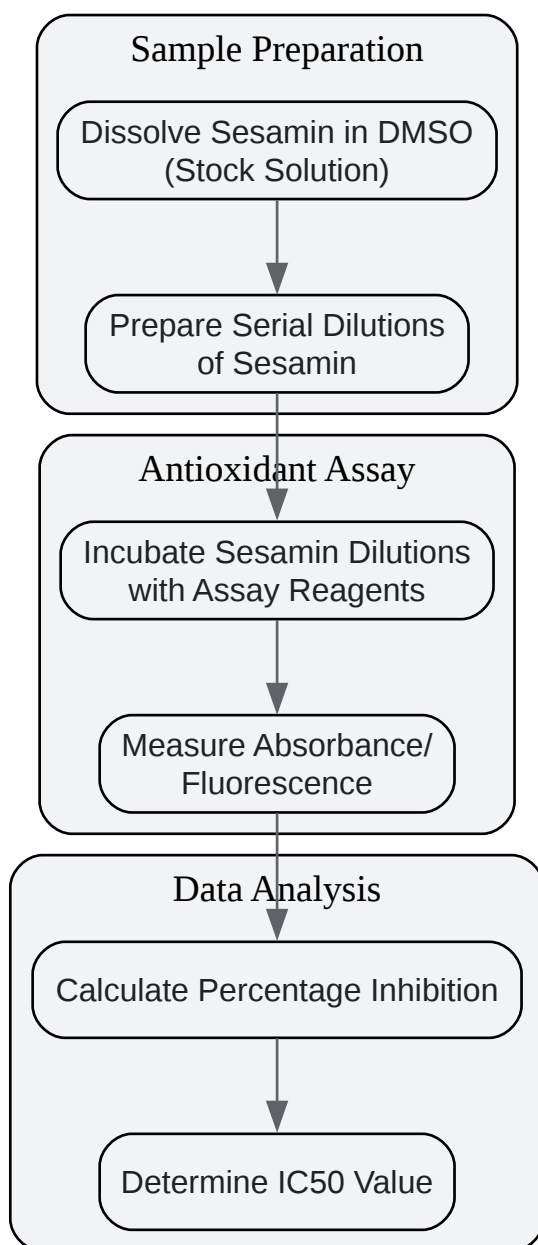 Sample Preparation
Dissolve Sesamin in DMSO
(Stock Solution)
Prepare Serial Dilutions
of Sesamin
Antioxidant Assay
Incubate Sesamin Dilutions
with Assay Reagents
Measure Absorbance/
Fluorescence
Data Analysis
Calculate Percentage Inhibition
Determine IC50 Value